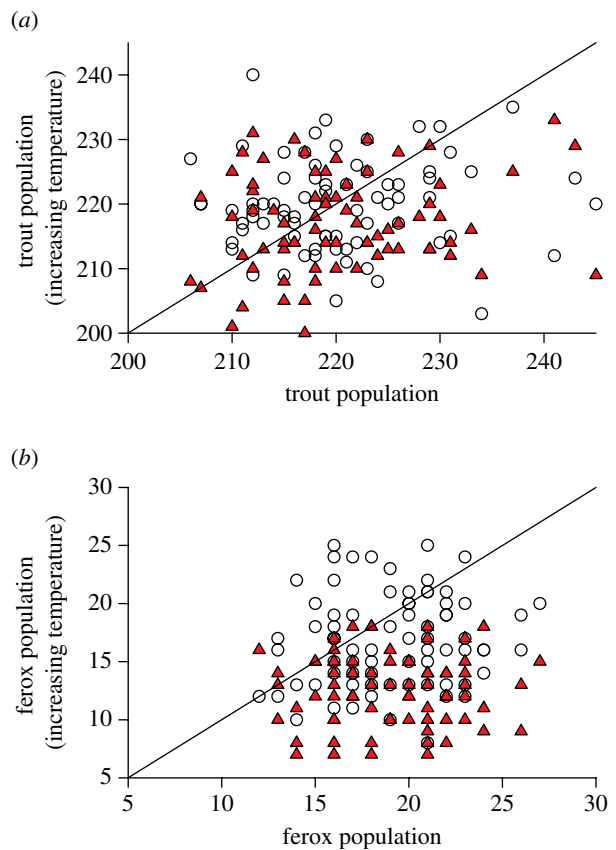 (a)
trout population
(increasing temperature)
240
230
220
210
200
200
210
220
230
240
trout population
(b)
ferox population
(increasing temperature)
30
25
20
15
10
5
5
10
15
20
25
30
ferox population